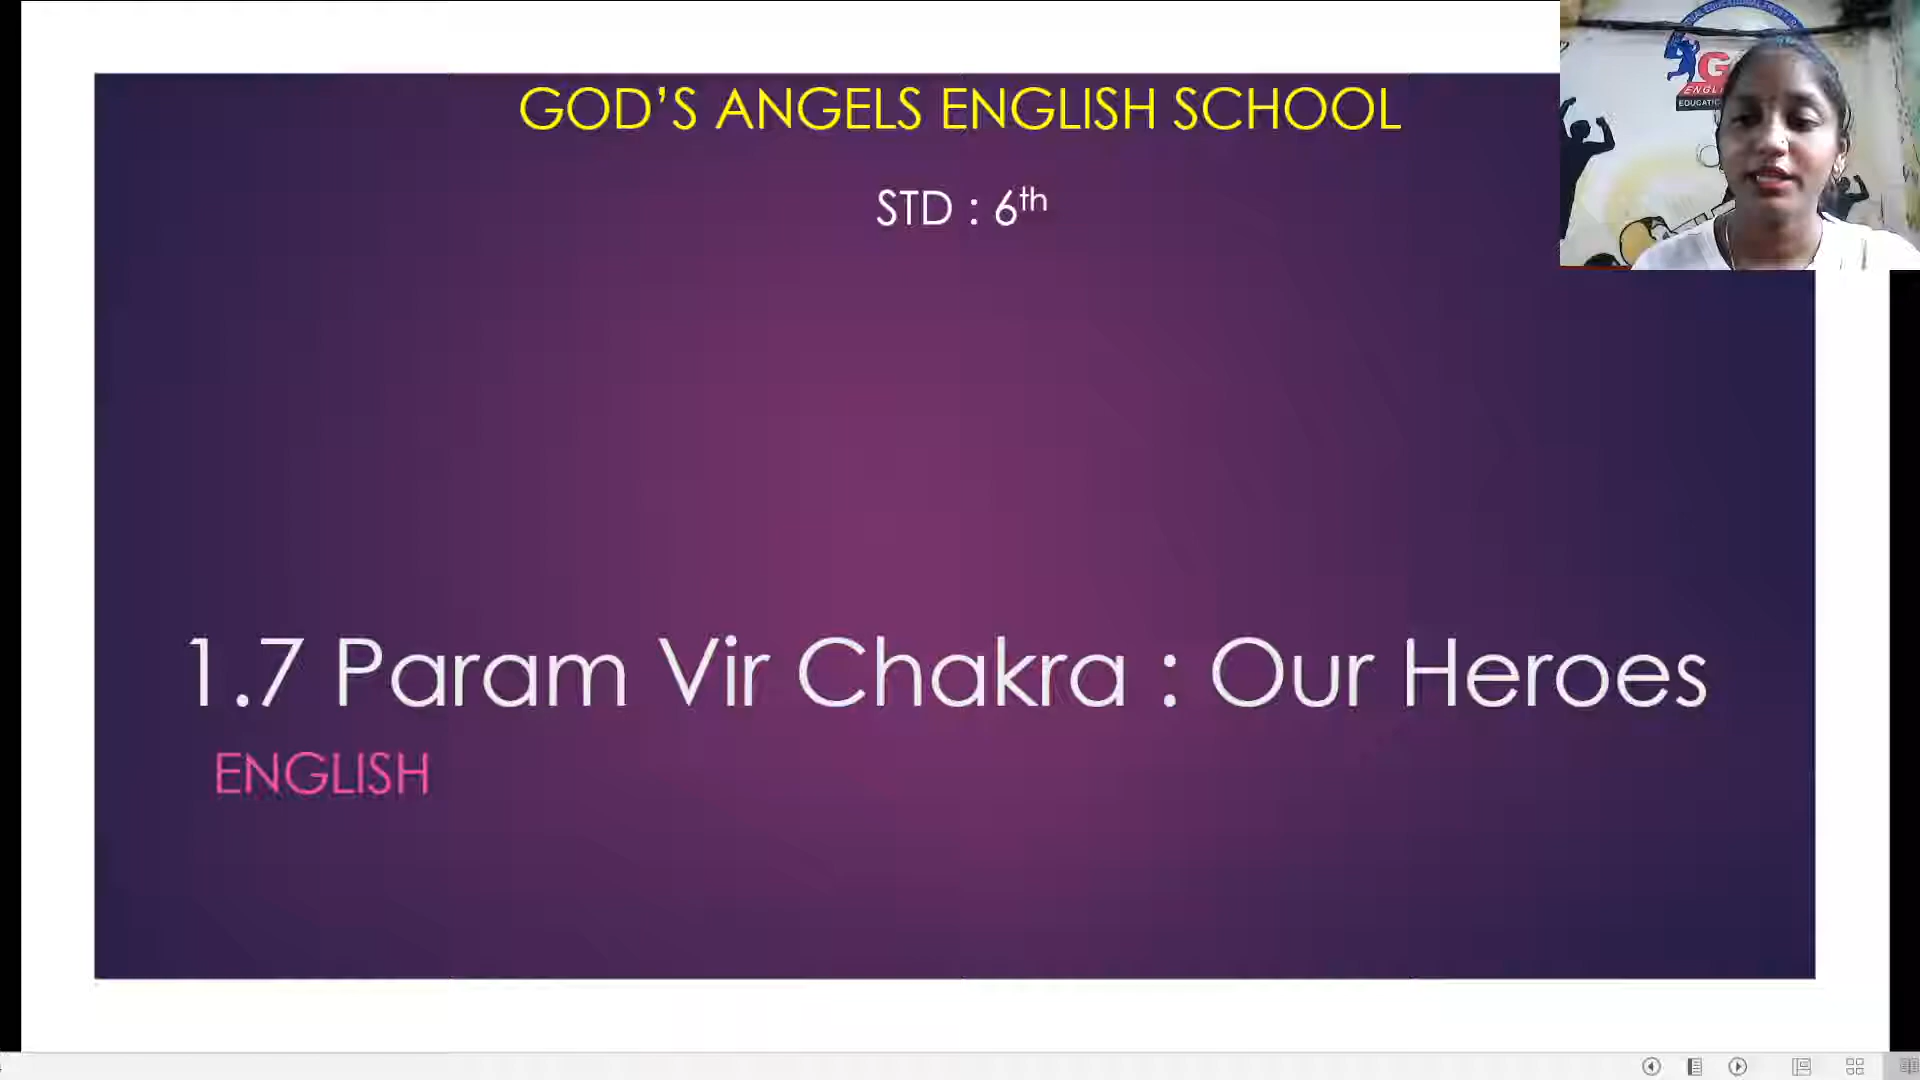 GOD’S ANGELS ENGLISH SCHOOL
STD : 6th
1.7 Param Vir Chakra : Our Heroes
ENGLISH